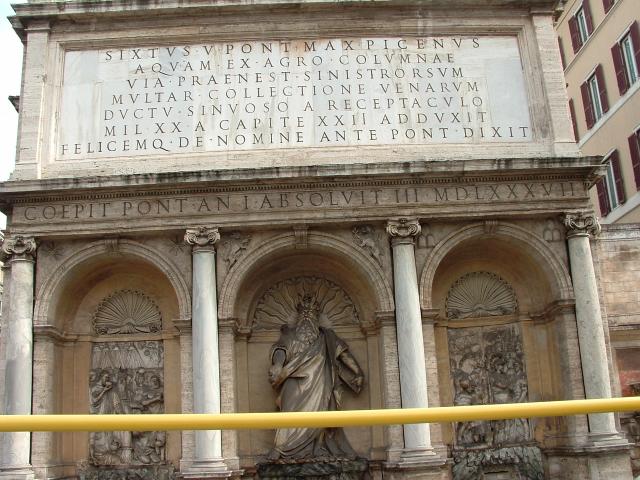 SIXTVS · V · PONT · MAX · PICENVS
AQVAM · EX · AGRO · COLVMNAE
VIA · PRAENEST · SINISTRORSVM
MVLTAR · COLLECTIONE · VENARVM
DVCTV · SINVOSO · A · RECEPTACVLO
MIL · XX · A · CAPITE · XXII · ADDVXIT
FELICEMQ · DE · NOMINE · ANTE · PONT · DIXIT
COEPIT · PONT · AN · I · ABSOLVIT · III · MDLXXXVII